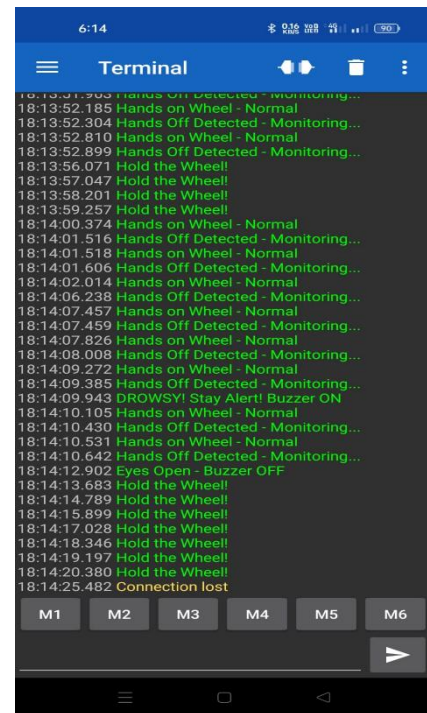 6:14
0.16 KB/S Vo9 LTE 4G 90
Terminal
18:13:51.983 Hands Off Detected - Monitoring...
18:13:52.185 Hands on Wheel - Normal
18:13:52.304 Hands Off Detected - Monitoring...
18:13:52.810 Hands on Wheel - Normal
18:13:52.899 Hands Off Detected - Monitoring...
18:13:56.071 Hold the Wheel!
18:13:57.047 Hold the Wheel!
18:13:58.201 Hold the Wheel!
18:13:59.257 Hold the Wheel!
18:14:00.374 Hands on Wheel - Normal
18:14:01.516 Hands Off Detected - Monitoring...
18:14:01.518 Hands on Wheel - Normal
18:14:01.606 Hands Off Detected - Monitoring...
18:14:02.014 Hands on Wheel - Normal
18:14:06.238 Hands Off Detected - Monitoring...
18:14:07.457 Hands on Wheel - Normal
18:14:07.459 Hands Off Detected - Monitoring...
18:14:07.826 Hands on Wheel - Normal
18:14:08.008 Hands Off Detected - Monitoring...
18:14:09.272 Hands on Wheel - Normal
18:14:09.385 Hands Off Detected - Monitoring...
18:14:09.943 DROWSY! Stay Alert! Buzzer ON
18:14:10.105 Hands on Wheel - Normal
18:14:10.430 Hands Off Detected - Monitoring...
18:14:10.531 Hands on Wheel - Normal
18:14:10.642 Hands Off Detected - Monitoring...
18:14:12.902 Eyes Open - Buzzer OFF
18:14:13.683 Hold the Wheel!
18:14:14.789 Hold the Wheel!
18:14:15.899 Hold the Wheel!
18:14:17.028 Hold the Wheel!
18:14:18.346 Hold the Wheel!
18:14:19.197 Hold the Wheel!
18:14:20.380 Hold the Wheel!
18:14:25.482 Connection lost
M1 M2 M3 M4 M5 M6